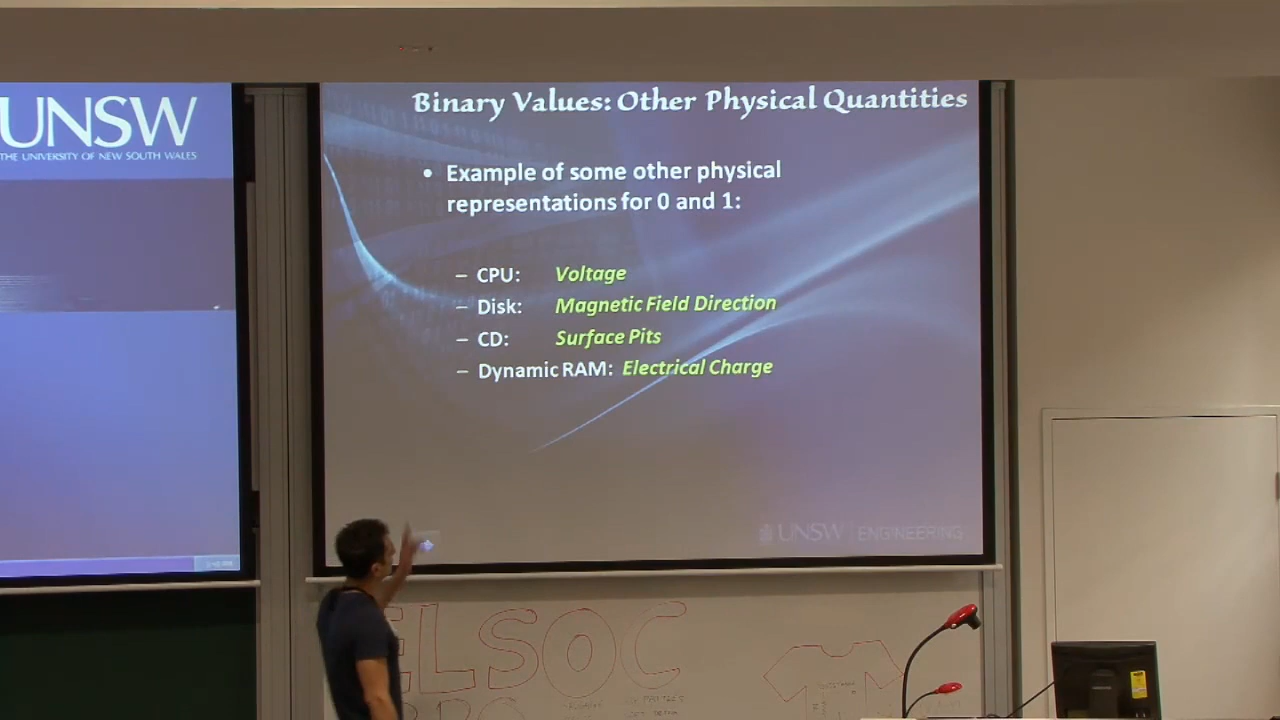 UNSW
THE UNIVERSITY OF NEW SOUTH WALES
Binary Values: Other Physical Quantities
• Example of some other physical
representations for 0 and 1:
– CPU: Voltage
– Disk: Magnetic Field Direction
– CD: Surface Pits
– Dynamic RAM: Electrical Charge
UNSW ENGINEERING
ELSOC